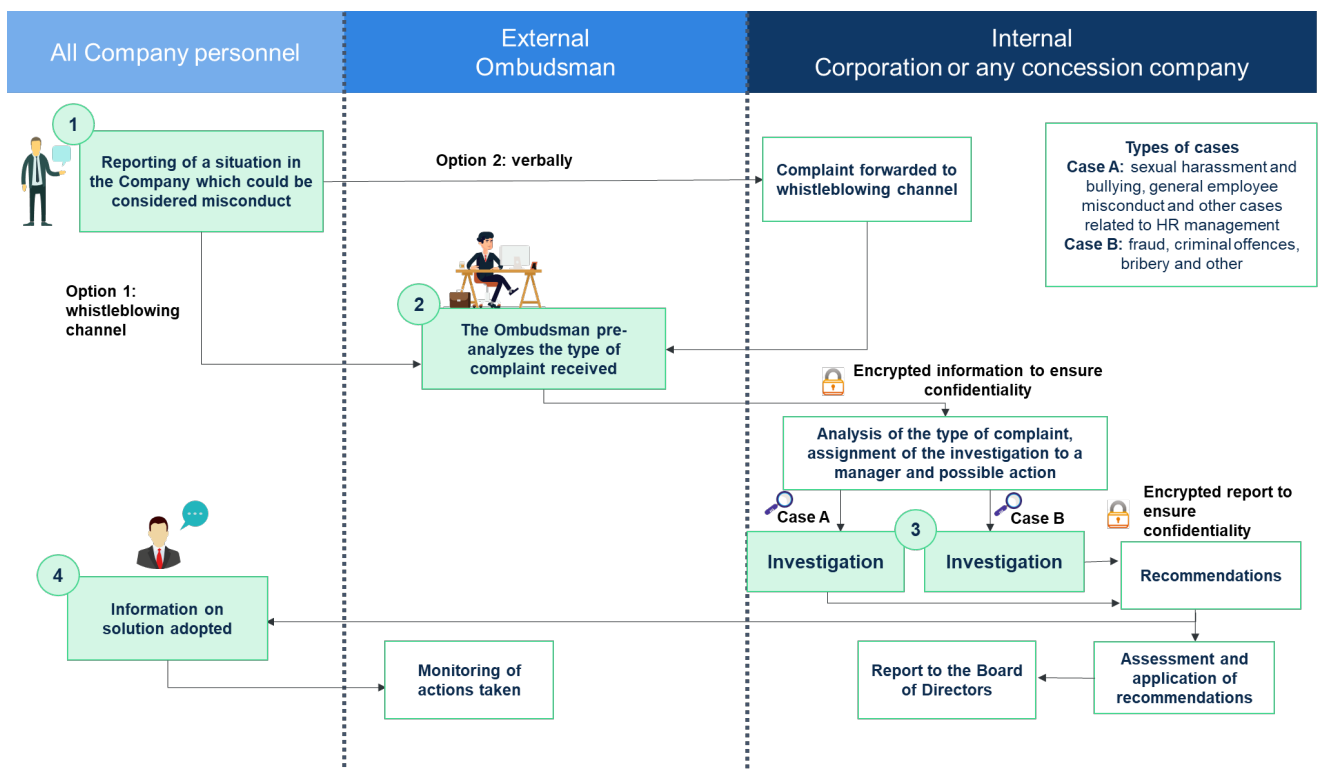 All Company personnel
External
Ombudsman
Internal
Corporation or any concession company
1
Reporting of a situation in
the Company which could be
considered misconduct
Option 2: verbally
Complaint forwarded to
whistleblowing channel
Types of cases
Case A: sexual harassment and
bullying, general employee
misconduct and other cases
related to HR management
Case B: fraud, criminal offences,
bribery and other
Option 1:
whistleblowing
channel
2
The Ombudsman pre-
analyzes the type of
complaint received
Encrypted information to ensure
confidentiality
Analysis of the type of complaint,
assignment of the investigation to a
manager and possible action
Case A
Case B
Encrypted report to
ensure
confidentiality
3
Investigation
Investigation
Recommendations
4
Information on
solution adopted
Monitoring of
actions taken
Report to the Board
of Directors
Assessment and
application of
recommendations